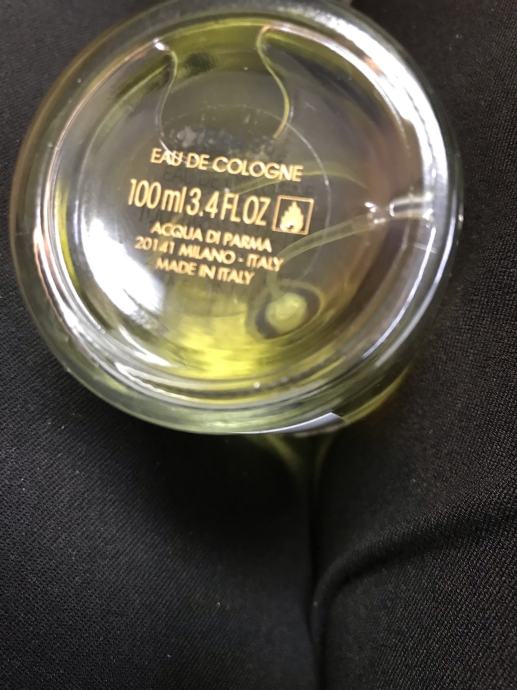 EAU DE COLOGNE
100 ml 3.4 FL OZ
ACQUA DI PARMA
20141 MILANO - ITALY
MADE IN ITALY